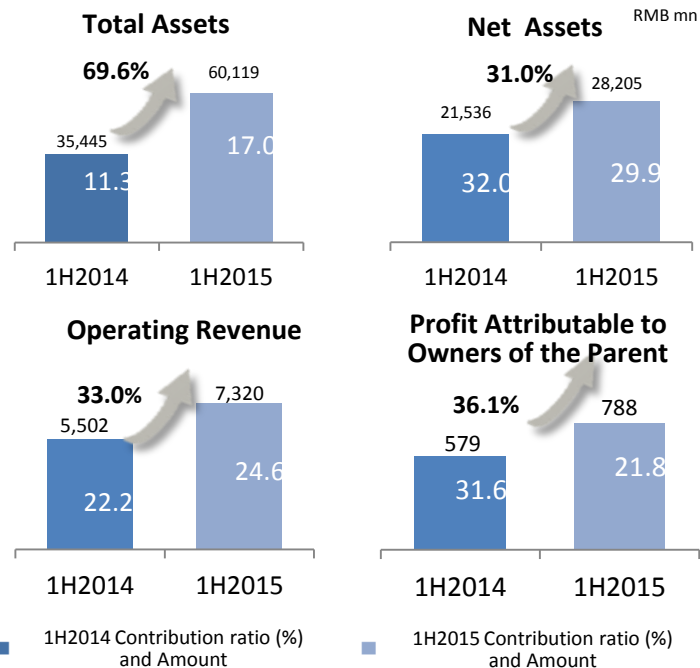 RMB mn
Total Assets
69.6%
35,445
60,119
11.3
17.0
1H2014
1H2015
Net Assets
31.0%
21,536
28,205
32.0
29.9
1H2014
1H2015
Operating Revenue
33.0%
5,502
7,320
22.2
24.6
1H2014
1H2015
Profit Attributable to
Owners of the Parent
36.1%
579
788
31.6
21.8
1H2014
1H2015
1H2014 Contribution ratio (%)
and Amount
1H2015 Contribution ratio (%)
and Amount